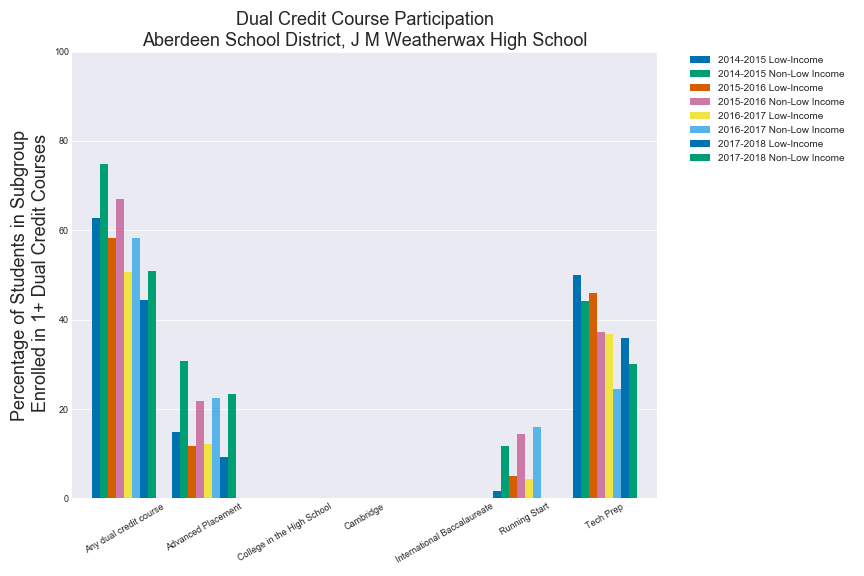 Dual Credit Course Participation
Aberdeen School District, J M Weatherwax High School
Percentage of Students in Subgroup
Enrolled in 1+ Dual Credit Courses
100
80
60
40
20
0
Any dual credit course
Advanced Placement
College in the High School
Cambridge
International Baccalaureate
Running Start
Tech Prep
2014-2015 Low-Income
2014-2015 Non-Low Income
2015-2016 Low-Income
2015-2016 Non-Low Income
2016-2017 Low-Income
2016-2017 Non-Low Income
2017-2018 Low-Income
2017-2018 Non-Low Income